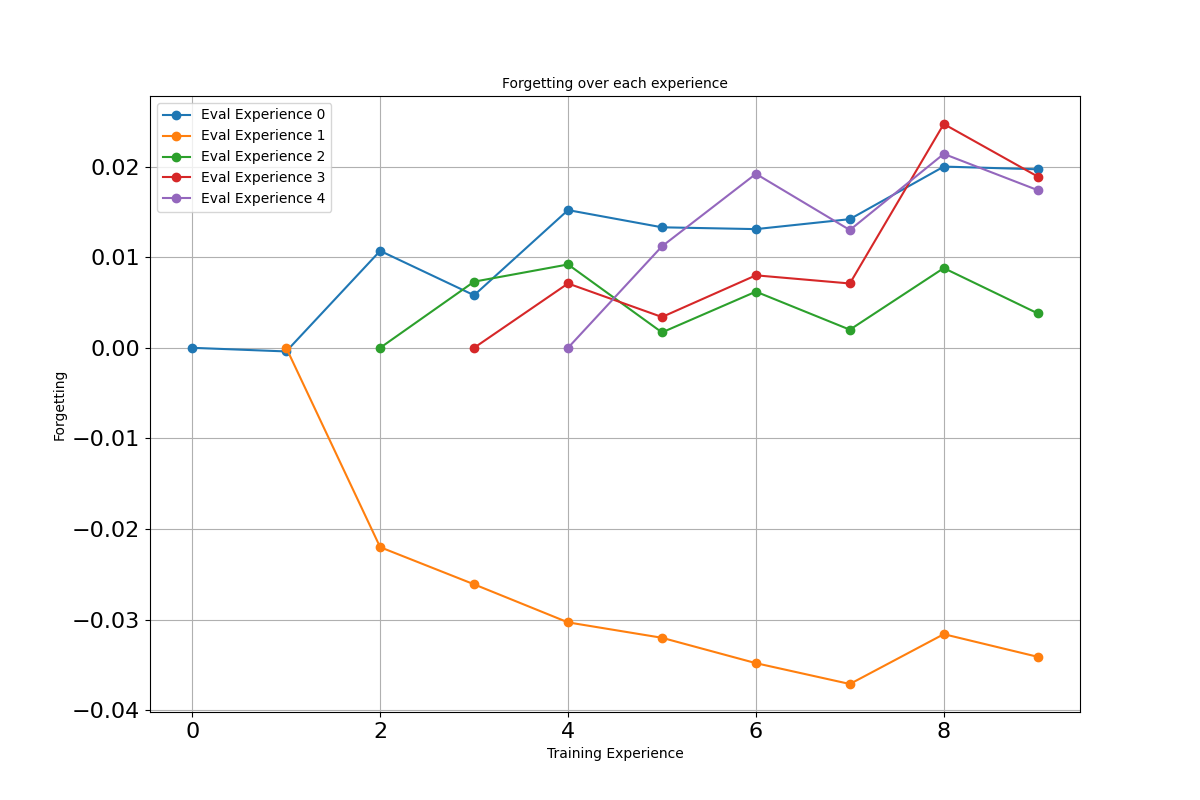 Forgetting over each experience
Eval Experience 0
Eval Experience 1
Eval Experience 2
Eval Experience 3
Eval Experience 4
0.02
0.01
0.00
−0.01
−0.02
−0.03
−0.04
Forgetting
0 2 4 6 8
Training Experience